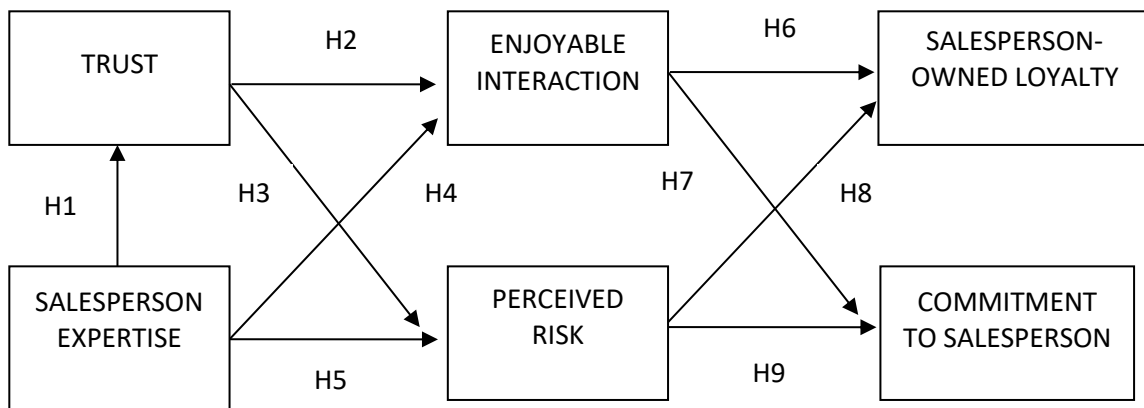 TRUST
H2
ENJOYABLE
INTERACTION
H6
SALESPERSON-
OWNED LOYALTY
H1
H3
H4
H7
H8
SALESPERSON
EXPERTISE
H5
PERCEIVED
RISK
H9
COMMITMENT
TO SALESPERSON